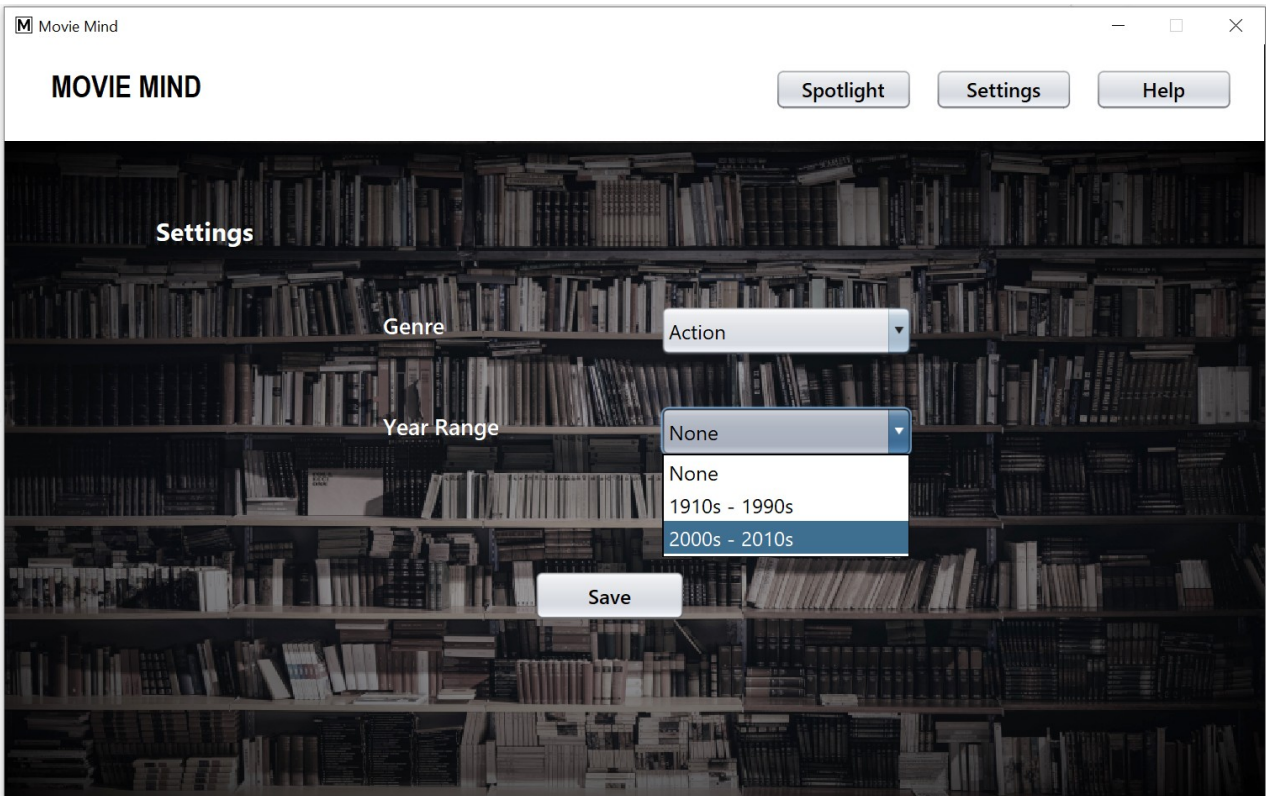 M Movie Mind
MOVIE MIND
Spotlight
Settings
Help
Settings
Genre
Action
Year Range
None
None
1910s - 1990s
2000s - 2010s
Save